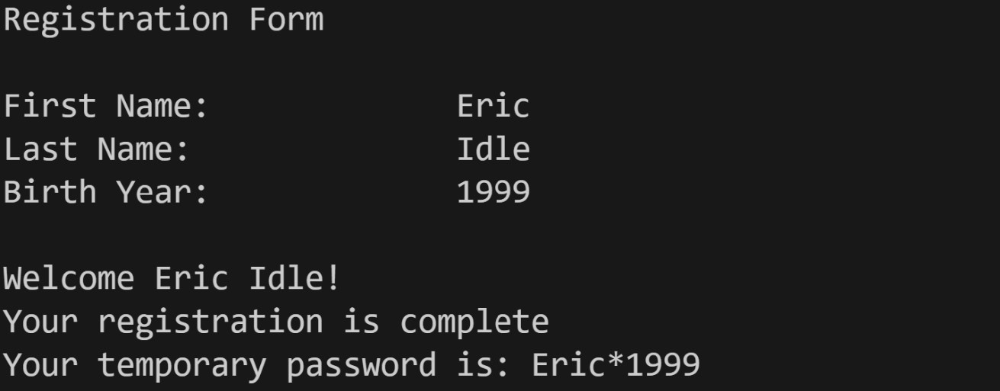 Registration Form
First Name: Eric
Last Name: Idle
Birth Year: 1999
Welcome Eric Idle!
Your registration is complete
Your temporary password is: Eric*1999